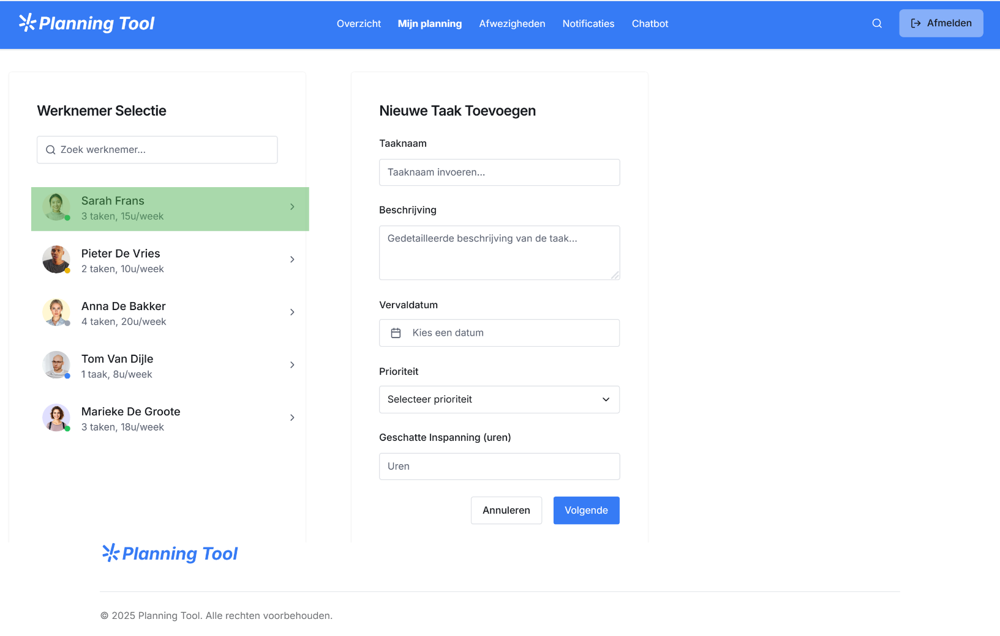 Planning Tool
Overzicht
Mijn planning
Afwezigheden
Notificaties
Chatbot
Afmelden
Werknemer Selectie
Zoek werknemer...
Sarah Frans
3 taken, 15u/week
Pieter De Vries
2 taken, 10u/week
Anna De Bakker
4 taken, 20u/week
Tom Van Dijle
1 taak, 8u/week
Marieke De Groote
3 taken, 18u/week
Nieuwe Taak Toevoegen
Taaknaam
Taaknaam invoeren...
Beschrijving
Gedetailleerde beschrijving van de taak...
Vervaldatum
Kies een datum
Prioriteit
Selecteer prioriteit
Geschatte Inspanning (uren)
Uren
Annuleren
Volgende
Planning Tool
© 2025 Planning Tool. Alle rechten voorbehouden.